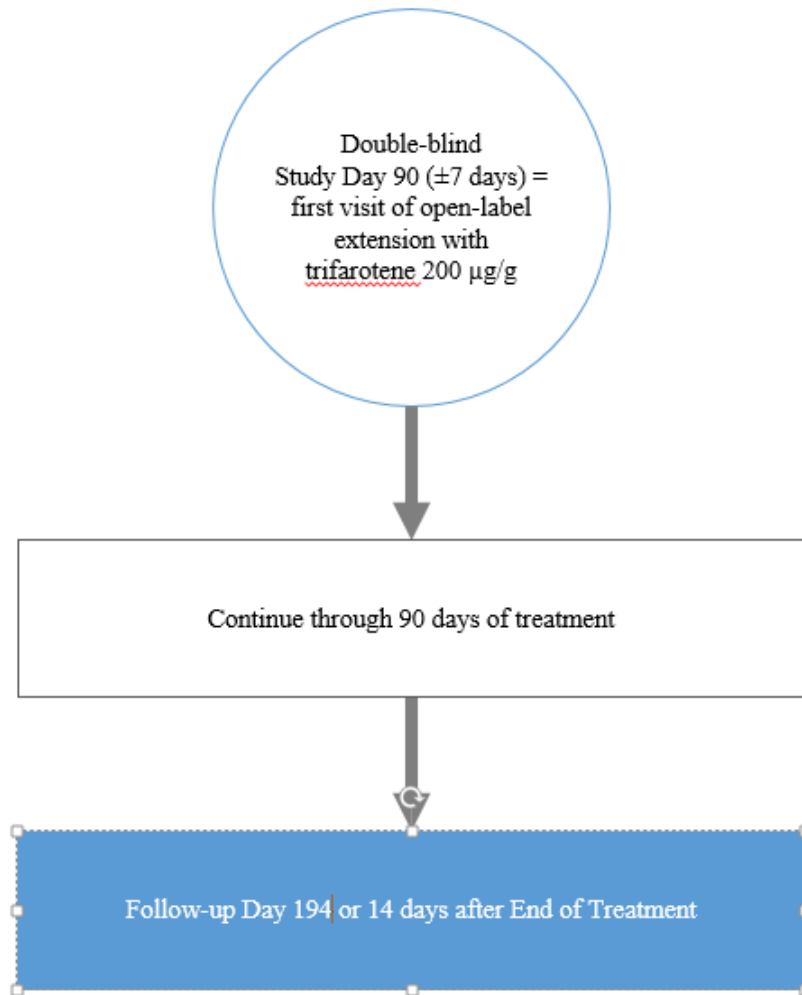 Double-blind
Study Day 90 (±7 days) =
first visit of open-label
extension with
trifarotene 200 µg/g
Continue through 90 days of treatment
Follow-up Day 194 or 14 days after End of Treatment